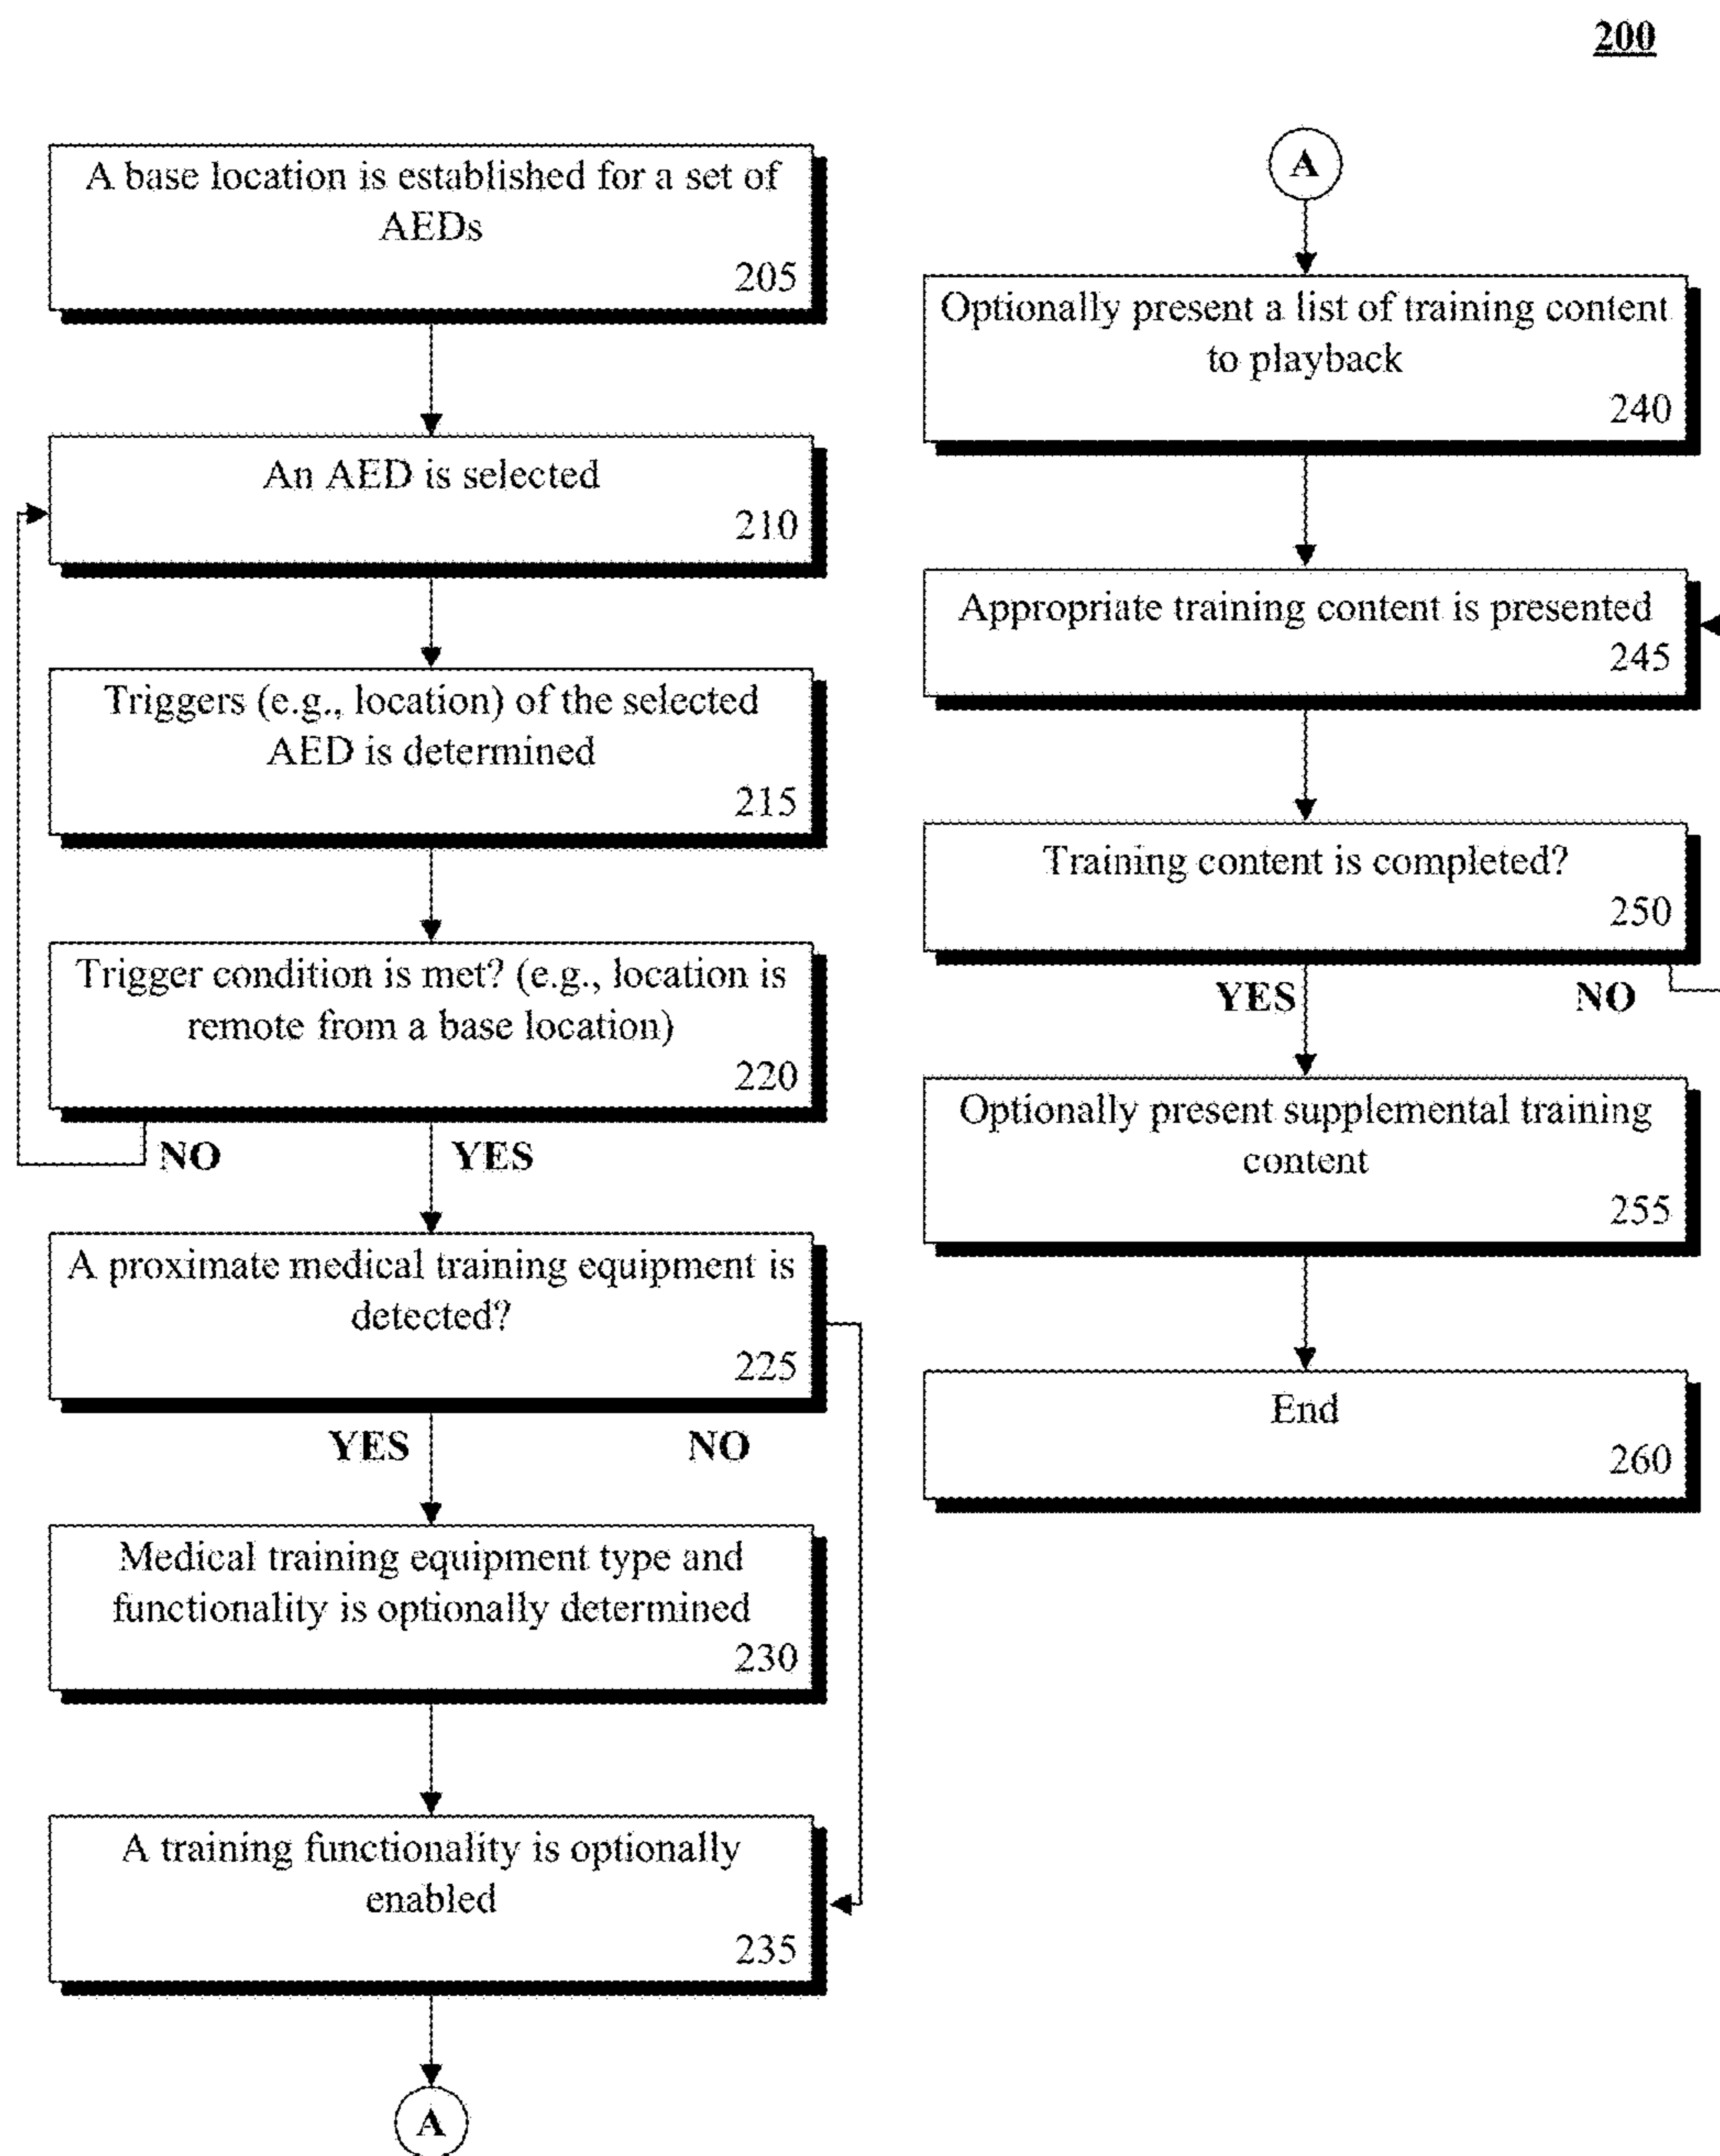 200
A base location is established for a set of
AEDs
205
An AED is selected
210
Triggers (e.g., location) of the selected
AED is determined
215
Trigger condition is met? (e.g., location is
remote from a base location)
220
NO
YES
A proximate medical training equipment is
detected?
225
YES
NO
Medical training equipment type and
functionality is optionally determined
230
A training functionality is optionally
enabled
235
A
A
Optionally present a list of training content
to playback
240
Appropriate training content is presented
245
Training content is completed?
250
YES
NO
Optionally present supplemental training
content
255
End
260